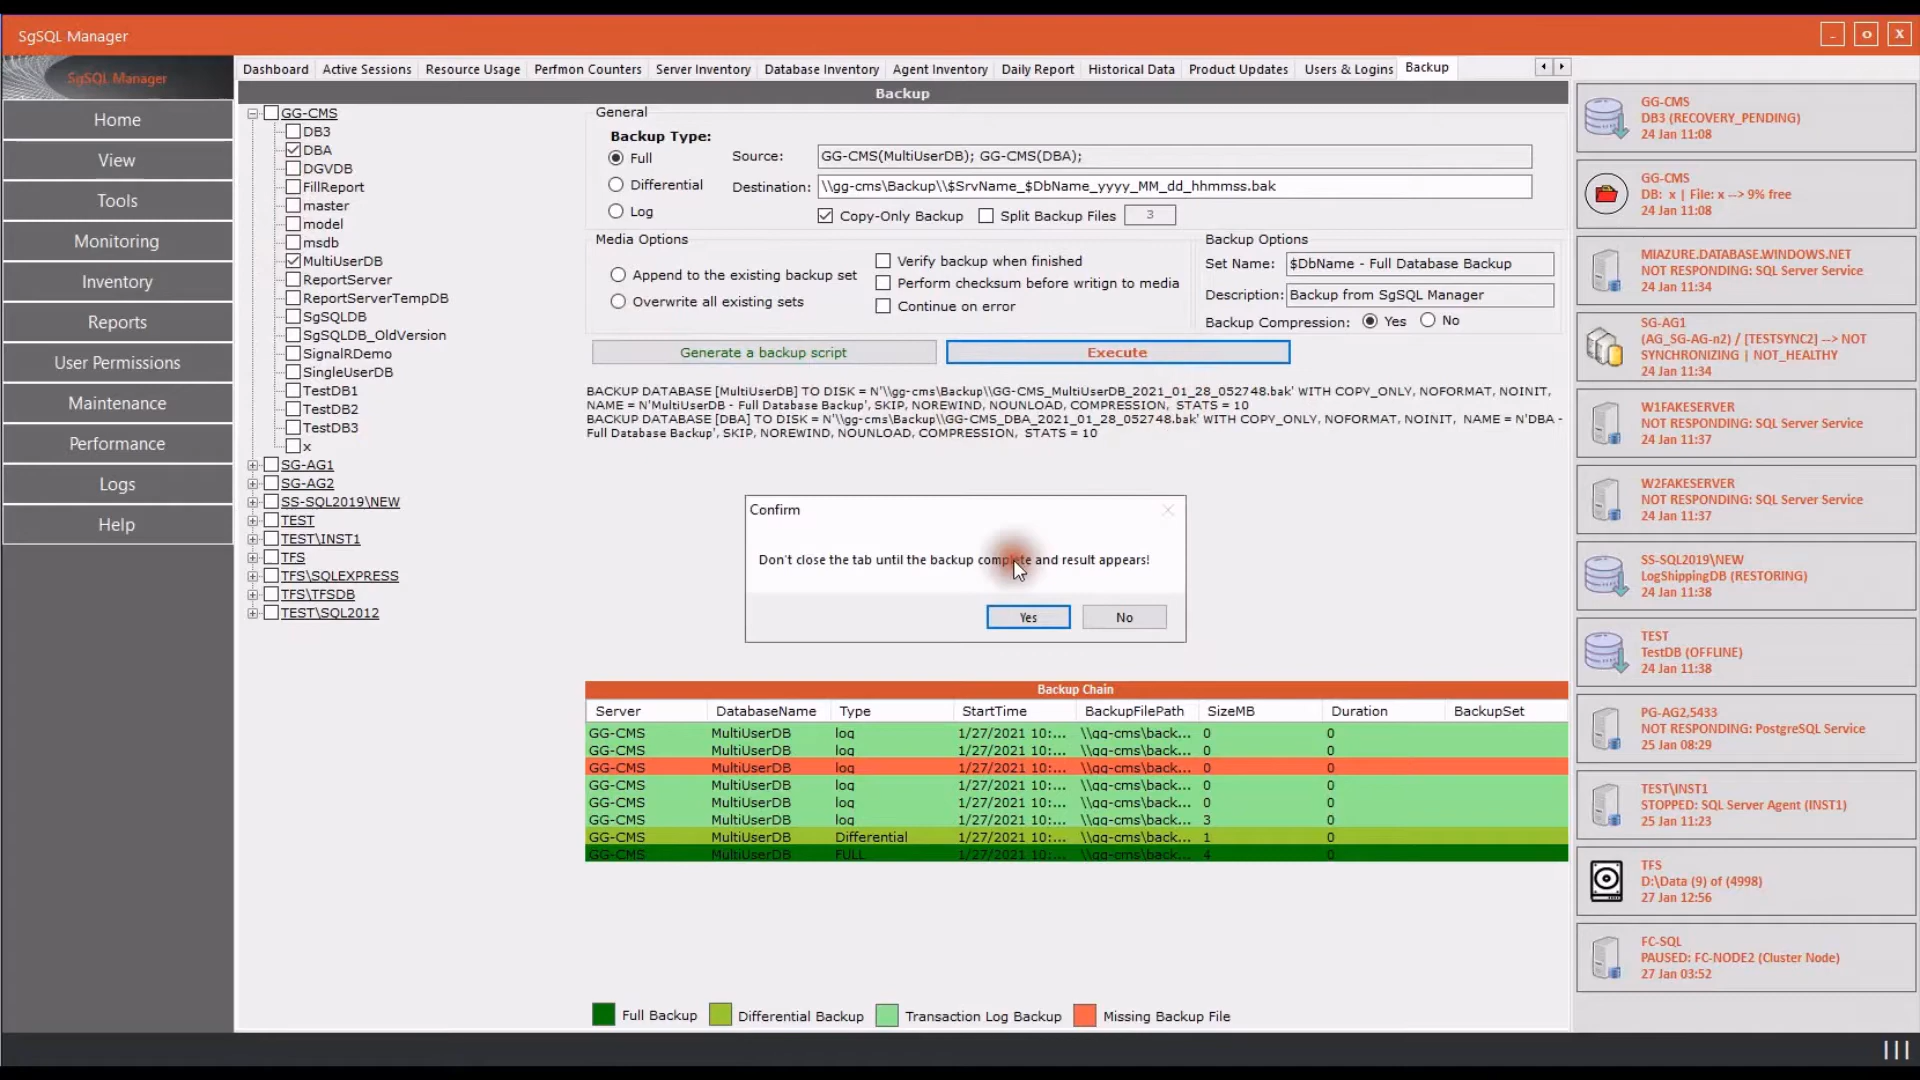 SgSQL Manager
- o X
SgSQL Manager
Home
View
Tools
Monitoring
Inventory
Reports
User Permissions
Maintenance
Performance
Logs
Help
Dashboard Active Sessions Resource Usage Perfmon Counters Server Inventory Database Inventory Agent Inventory Daily Report Historical Data Product Updates Users & Logins Backup
Backup
GG-CMS
DB3
DBA
DGVDB
FillReport
master
model
msdb
MultiUserDB
ReportServer
ReportServerTempDB
SgSQLDB
SgSQLDB_OldVersion
SignalRDemo
SingleUserDB
TestDB1
TestDB2
TestDB3
x
SG-AG1
SG-AG2
SS-SQL2019\NEW
TEST
TEST\INST1
TFS
TFS\SQLEXPRESS
TFS\TFSDB
TEST\SQL2012
General
Backup Type:
Full
Differential
Log
Source: GG-CMS(MultiUserDB); GG-CMS(DBA);
Destination: \\gg-cms\Backup\\$SrvName_$DbName_yyyy_MM_dd_hhmmss.bak
Copy-Only Backup Split Backup Files 3
Media Options
Append to the existing backup set
Overwrite all existing sets
Verify backup when finished
Perform checksum before writign to media
Continue on error
Backup Options
Set Name: $DbName - Full Database Backup
Description: Backup from SgSQL Manager
Backup Compression: Yes No
Generate a backup script Execute
BACKUP DATABASE [MultiUserDB] TO DISK = N'\\gg-cms\Backup\\GG-CMS_MultiUserDB_2021_01_28_052748.bak' WITH COPY_ONLY, NOFORMAT, NOINIT,
NAME = N'MultiUserDB - Full Database Backup', SKIP, NOREWIND, NOUNLOAD, COMPRESSION, STATS = 10
BACKUP DATABASE [DBA] TO DISK = N'\\gg-cms\Backup\\GG-CMS_DBA_2021_01_28_052748.bak' WITH COPY_ONLY, NOFORMAT, NOINIT, NAME = N'DBA -
Full Database Backup', SKIP, NOREWIND, NOUNLOAD, COMPRESSION, STATS = 10
Confirm
Don't close the tab until the backup complete and result appears!
Yes No
Backup Chain
Server DatabaseName Type StartTime BackupFilePath SizeMB Duration BackupSet
GG-CMS MultiUserDB log 1/27/2021 10:... \\gg-cms\back... 0 0
GG-CMS MultiUserDB log 1/27/2021 10:... \\gg-cms\back... 0 0
GG-CMS MultiUserDB log 1/27/2021 10:... \\gg-cms\back... 0 0
GG-CMS MultiUserDB log 1/27/2021 10:... \\gg-cms\back... 0 0
GG-CMS MultiUserDB log 1/27/2021 10:... \\gg-cms\back... 0 0
GG-CMS MultiUserDB log 1/27/2021 10:... \\gg-cms\back... 3 0
GG-CMS MultiUserDB Differential 1/27/2021 10:... \\gg-cms\back... 1 0
GG-CMS MultiUserDB FULL 1/27/2021 10:... \\gg-cms\back... 4 0
Full Backup Differential Backup Transaction Log Backup Missing Backup File
GG-CMS
DB3 (RECOVERY_PENDING)
24 Jan 11:08
GG-CMS
DB: x | File: x --> 9% free
24 Jan 11:08
MIAZURE.DATABASE.WINDOWS.NET
NOT RESPONDING: SQL Server Service
24 Jan 11:34
SG-AG1
(AG_SG-AG-n2) / [TESTSYNC2] --> NOT
SYNCHRONIZING | NOT_HEALTHY
24 Jan 11:34
W1FAKESERVER
NOT RESPONDING: SQL Server Service
24 Jan 11:37
W2FAKESERVER
NOT RESPONDING: SQL Server Service
24 Jan 11:37
SS-SQL2019\NEW
LogShippingDB (RESTORING)
24 Jan 11:38
TEST
TestDB (OFFLINE)
24 Jan 11:38
PG-AG2,5433
NOT RESPONDING: PostgreSQL Service
25 Jan 08:29
TEST\INST1
STOPPED: SQL Server Agent (INST1)
25 Jan 11:23
TFS
D:\Data (9) of (4998)
27 Jan 12:56
FC-SQL
PAUSED: FC-NODE2 (Cluster Node)
27 Jan 03:52